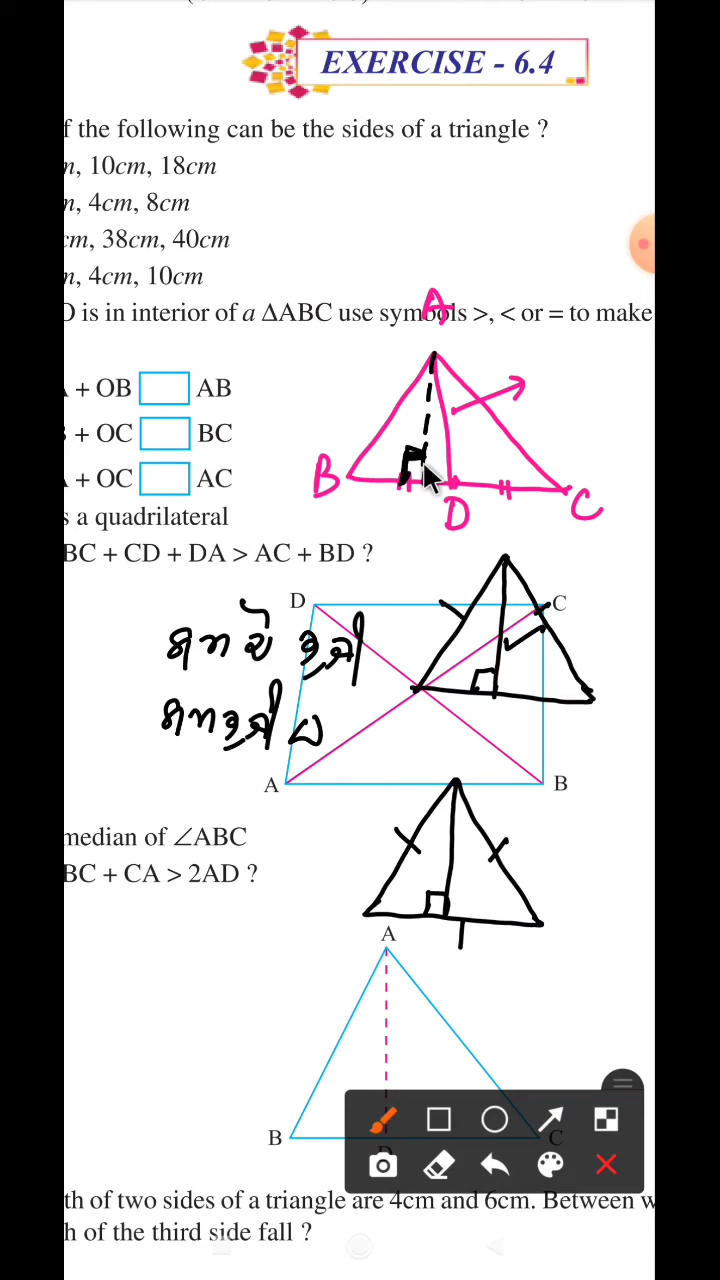 EXERCISE - 6.4
f the following can be the sides of a triangle ?
m, 10cm, 18cm
m, 4cm, 8cm
cm, 38cm, 40cm
m, 4cm, 10cm
O is in interior of a ΔABC use symbols >, < or = to make
A
+ OB AB
+ OC BC
+ OC AC
B
D
C
s a quadrilateral
BC + CD + DA > AC + BD ?
D
C
A
B
median of ∠ABC
BC + CA > 2AD ?
A
B
C
th of two sides of a triangle are 4cm and 6cm. Between w
h of the third side fall ?